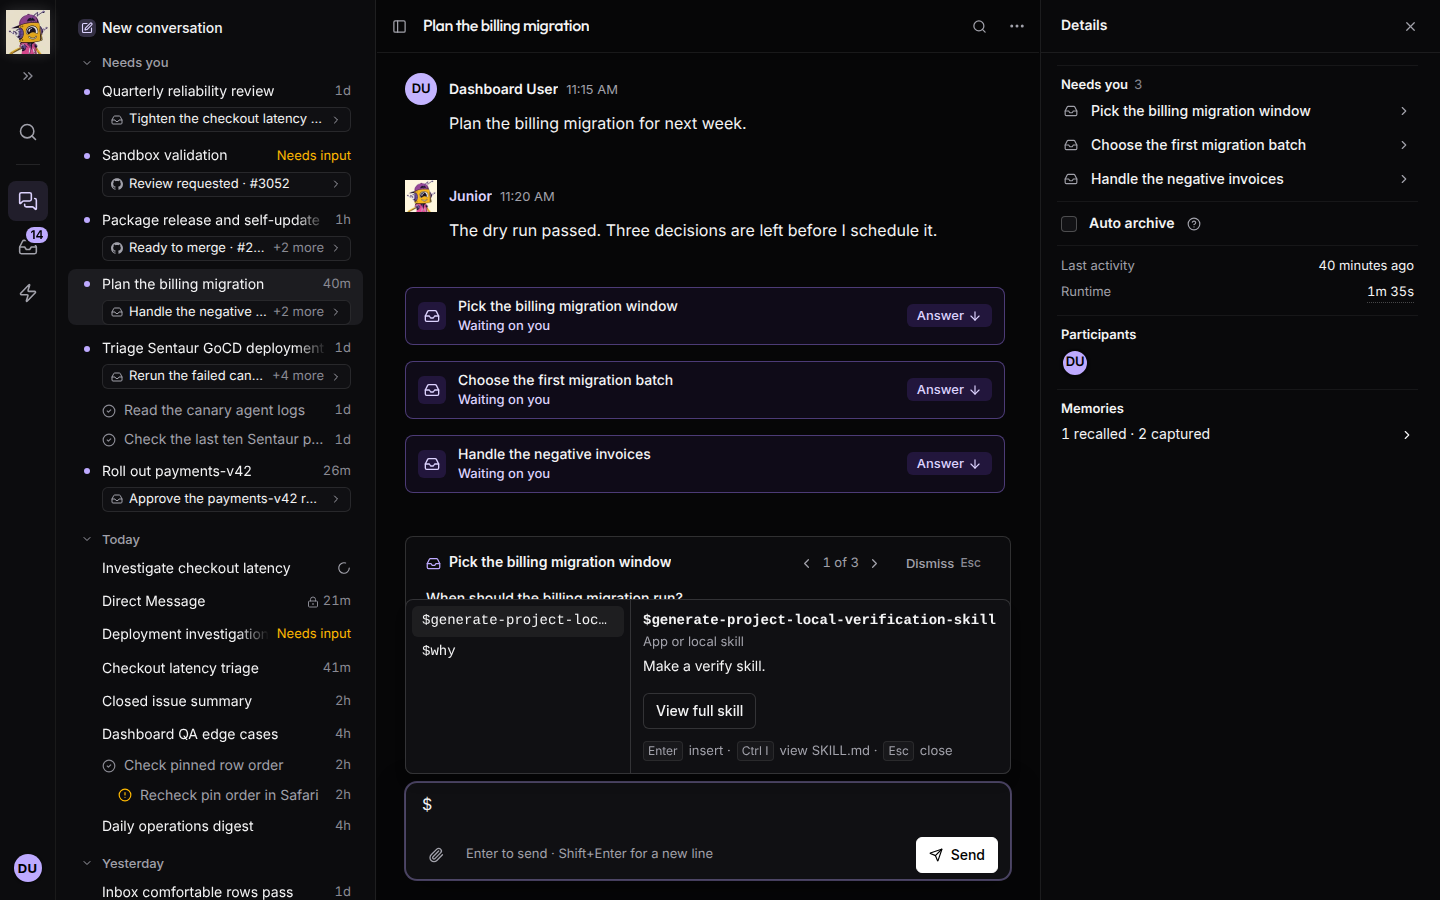 New conversation
Needs you
Quarterly reliability review 1d
Tighten the checkout latency ...
Sandbox validation Needs input
Review requested · #3052
14
Package release and self-update 1h
Ready to merge · #2... +2 more
Plan the billing migration 40m
Handle the negative ... +2 more
Triage Sentaur GoCD deployment 1d
Rerun the failed can... +4 more
Read the canary agent logs 1d
Check the last ten Sentaur p... 1d
Roll out payments-v42 26m
Approve the payments-v42 r...
Today
Investigate checkout latency
Direct Message 21m
Deployment investigation Needs input
Checkout latency triage 41m
Closed issue summary 2h
Dashboard QA edge cases 4h
Check pinned row order 2h
Recheck pin order in Safari 2h
Daily operations digest 4h
Yesterday
Inbox comfortable rows pass 1d
DU
Plan the billing migration
DU
Dashboard User 11:15 AM
Plan the billing migration for next week.
Junior 11:20 AM
The dry run passed. Three decisions are left before I schedule it.
Pick the billing migration window
Waiting on you
Answer ↓
Choose the first migration batch
Waiting on you
Answer ↓
Handle the negative invoices
Waiting on you
Answer ↓
Pick the billing migration window 1 of 3 Dismiss Esc
When should the billing migration run?
$generate-project-loc...
$why
$generate-project-local-verification-skill
App or local skill
Make a verify skill.
View full skill
Enter insert · Ctrl I view SKILL.md · Esc close
$
Enter to send · Shift+Enter for a new line
Send
Details
Needs you 3
Pick the billing migration window
Choose the first migration batch
Handle the negative invoices
Auto archive
Last activity 40 minutes ago
Runtime 1m 35s
Participants
DU
Memories
1 recalled · 2 captured